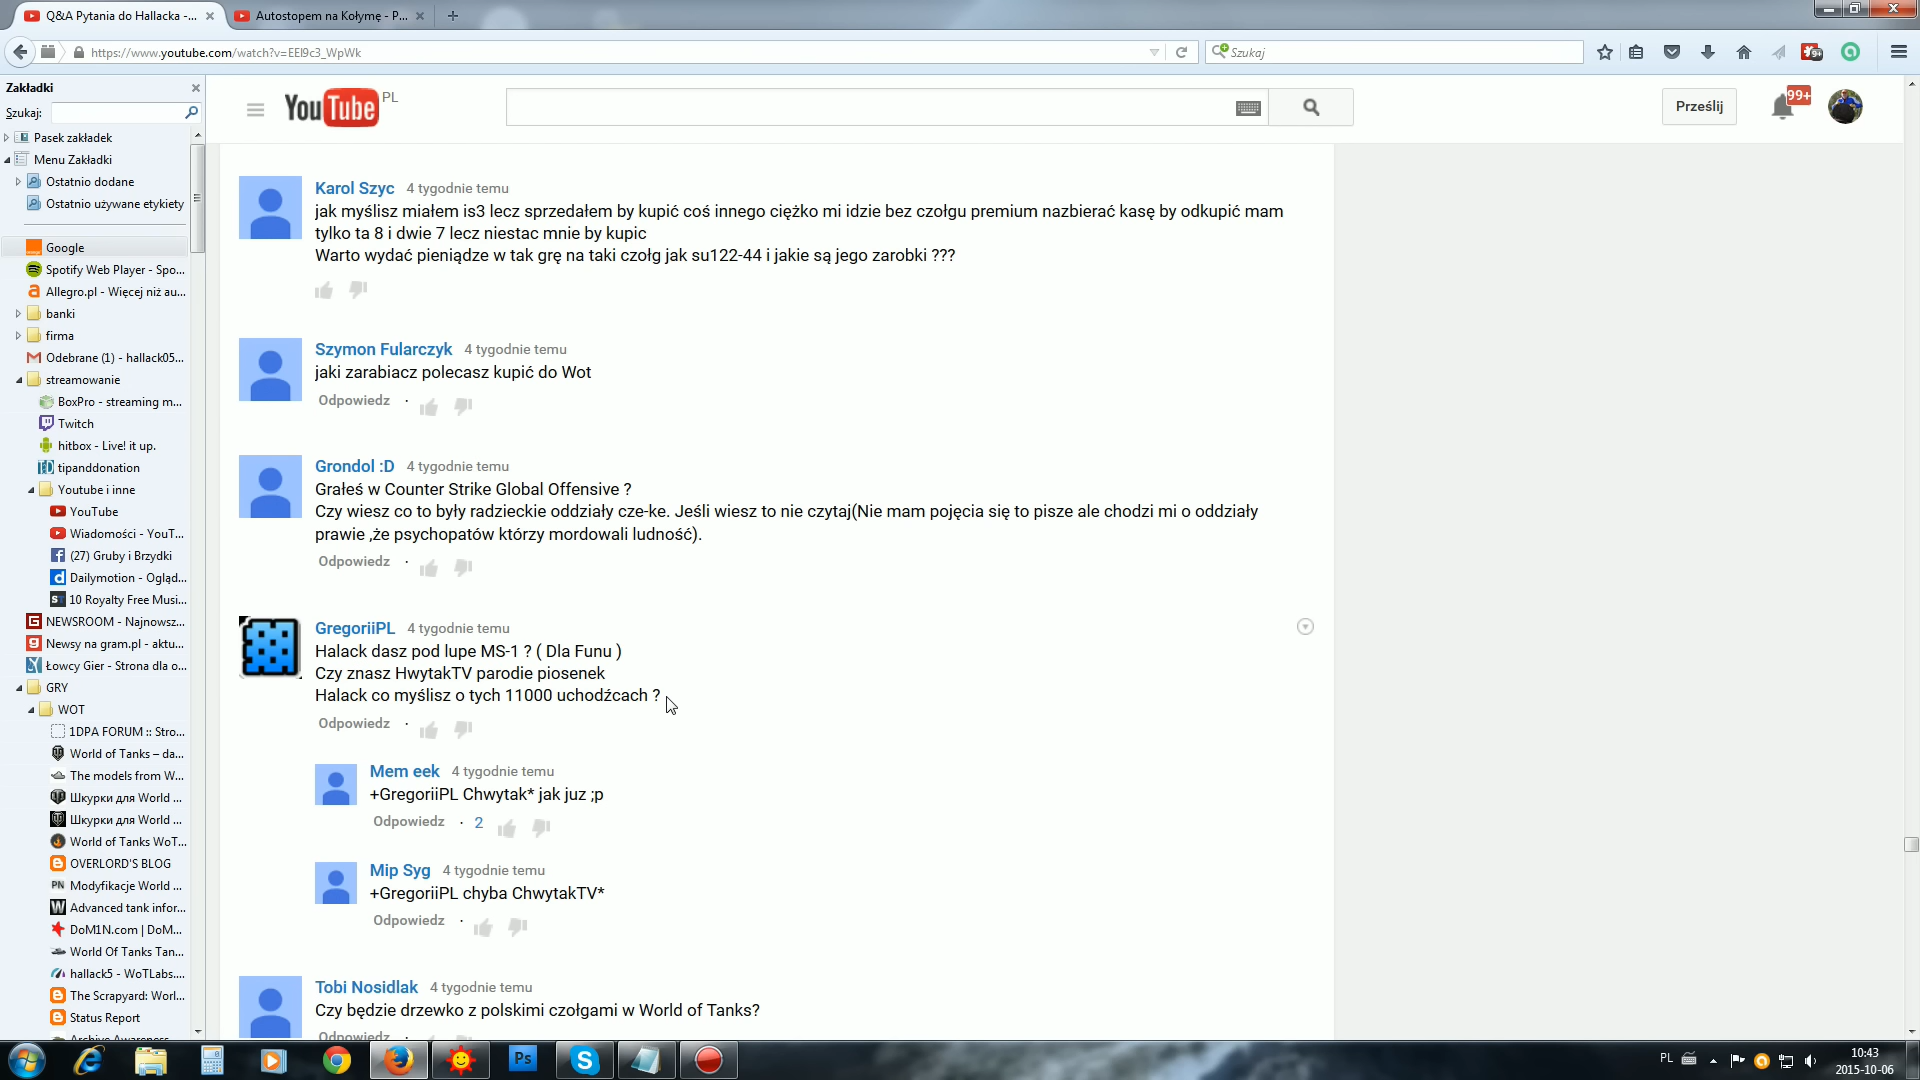 Q&A Pytania do Hallacka -...
Autostopem na Kołymę - P...
https://www.youtube.com/watch?v=EEl9c3_WpWk
Szukaj
Zakładki
Szukaj:
Pasek zakładek
Menu Zakładki
Ostatnio dodane
Ostatnio używane etykiety
Google
Spotify Web Player - Spo...
Allegro.pl - Więcej niż au...
banki
firma
Odebrane (1) - hallack05...
streamowanie
BoxPro - streaming m...
Twitch
hitbox - Live! it up.
tipanddonation
Youtube i inne
YouTube
Wiadomości - YouT...
(27) Gruby i Brzydki
Dailymotion - Ogląd...
10 Royalty Free Musi...
NEWSROOM - Najnowsz...
Newsy na gram.pl - aktu...
Łowcy Gier - Strona dla o...
GRY
WOT
1DPA FORUM :: Stro...
World of Tanks – da...
The models from W...
Шкурки для World ...
Шкурки для World ...
World of Tanks WoT...
OVERLORD'S BLOG
Modyfikacje World ...
Advanced tank infor...
DoM1N.com | DoM...
World Of Tanks Tan...
hallack5 - WoTLabs....
The Scrapyard: Worl...
Status Report
Archive Awareness
YouTube PL
Prześlij
99+
Karol Szyc 4 tygodnie temu
jak myślisz miałem is3 lecz sprzedałem by kupić coś innego ciężko mi idzie bez czołgu premium nazbierać kasę by odkupić mam
tylko ta 8 i dwie 7 lecz niestac mnie by kupic
Warto wydać pieniądze w tak grę na taki czołg jak su122-44 i jakie są jego zarobki ???
Szymon Fularczyk 4 tygodnie temu
jaki zarabiacz polecasz kupić do Wot
Odpowiedz ·
Grondol :D 4 tygodnie temu
Grałeś w Counter Strike Global Offensive ?
Czy wiesz co to były radzieckie oddziały cze-ke. Jeśli wiesz to nie czytaj(Nie mam pojęcia się to pisze ale chodzi mi o oddziały
prawie ,że psychopatów którzy mordowali ludność).
Odpowiedz ·
GregoriiPL 4 tygodnie temu
Halack dasz pod lupe MS-1 ? ( Dla Funu )
Czy znasz HwytakTV parodie piosenek
Halack co myślisz o tych 11000 uchodźcach ?
Odpowiedz ·
Mem eek 4 tygodnie temu
+GregoriiPL Chwytak* jak juz ;p
Odpowiedz · 2
Mip Syg 4 tygodnie temu
+GregoriiPL chyba ChwytakTV*
Odpowiedz ·
Tobi Nosidlak 4 tygodnie temu
Czy będzie drzewko z polskimi czołgami w World of Tanks?
Odpowiedz
Ps
PL
10:43
2015-10-06